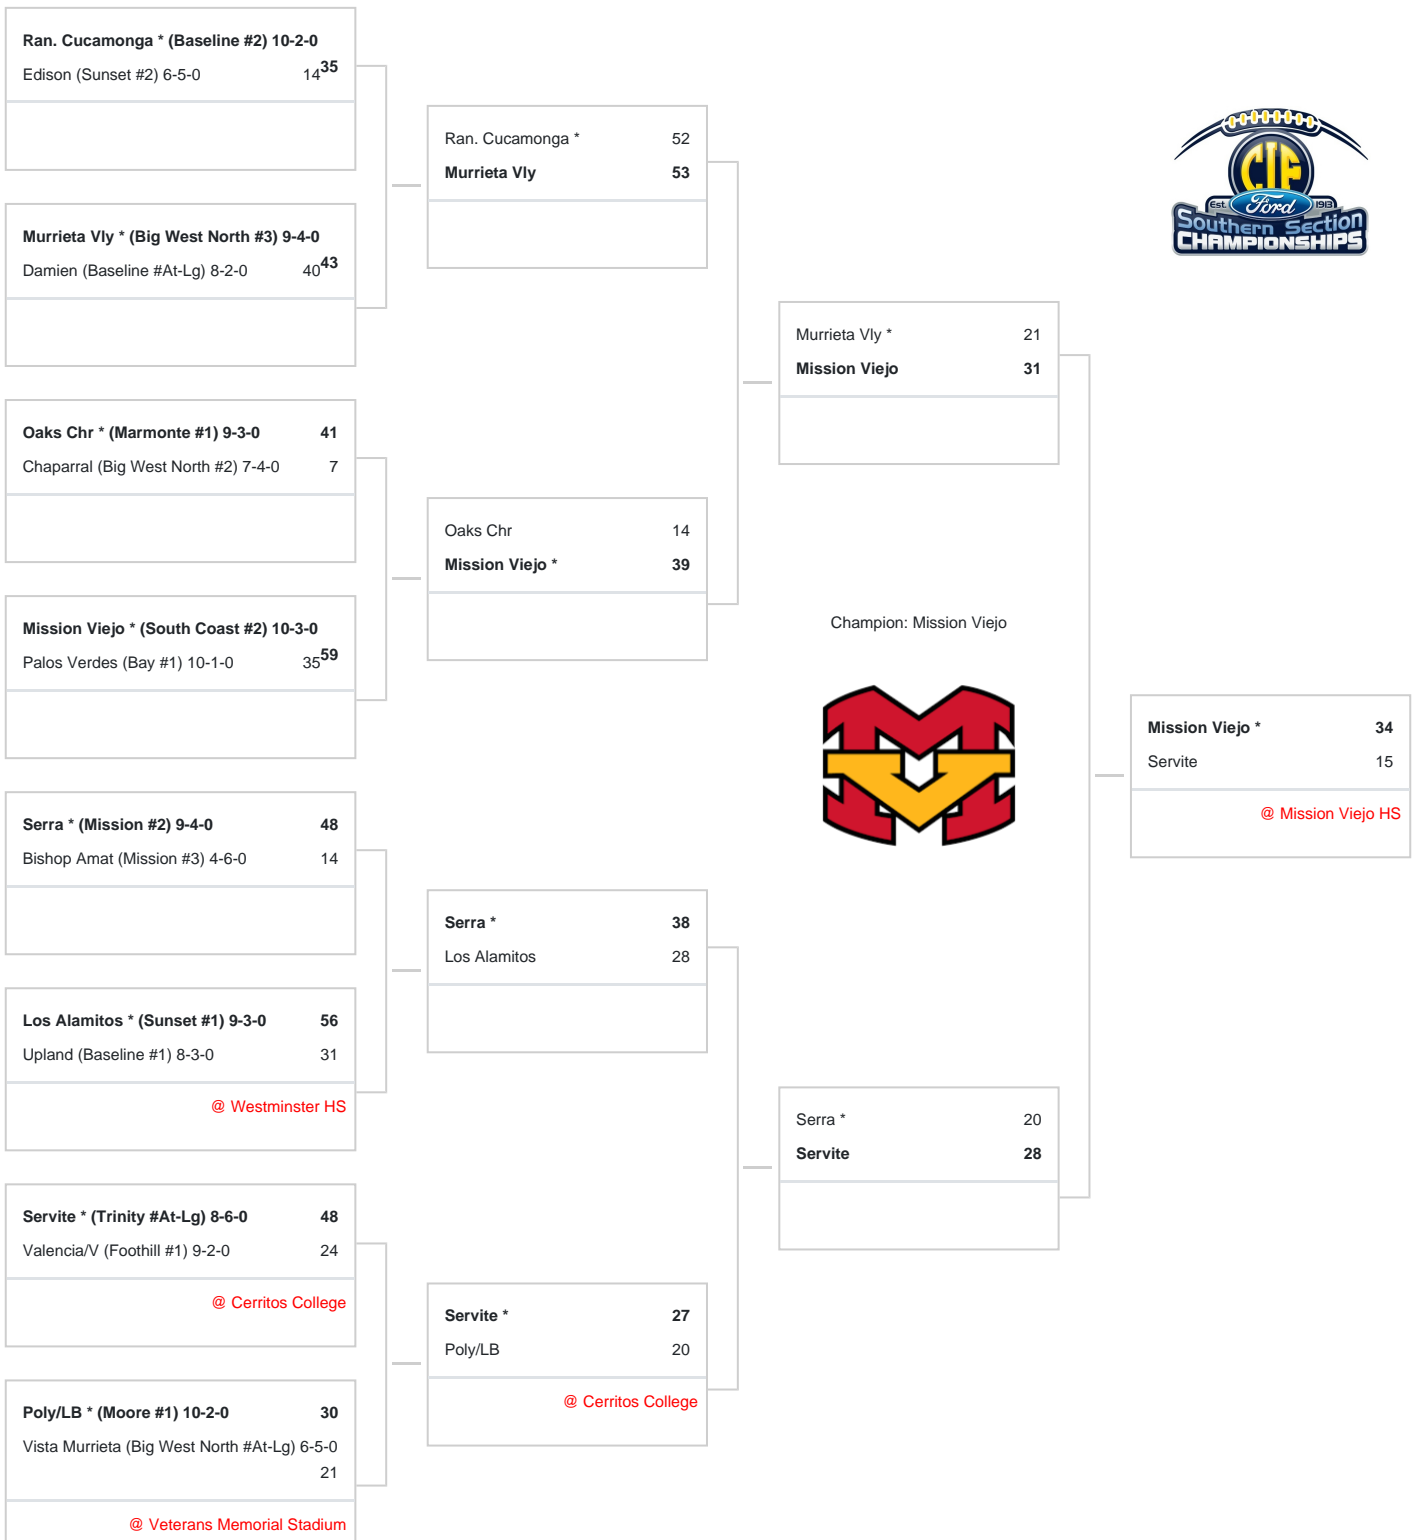 Ran. Cucamonga * (Baseline #2) 10-2-0 35
Edison (Sunset #2) 6-5-0 14
Murrieta Vly * (Big West North #3) 9-4-0 43
Damien (Baseline #At-Lg) 8-2-0 40
Oaks Chr * (Marmonte #1) 9-3-0 41
Chaparral (Big West North #2) 7-4-0 7
Mission Viejo * (South Coast #2) 10-3-0 59
Palos Verdes (Bay #1) 10-1-0 35
Serra * (Mission #2) 9-4-0 48
Bishop Amat (Mission #3) 4-6-0 14
Los Alamitos * (Sunset #1) 9-3-0 56
Upland (Baseline #1) 8-3-0 31
@ Westminster HS
Servite * (Trinity #At-Lg) 8-6-0 48
Valencia/V (Foothill #1) 9-2-0 24
@ Cerritos College
Poly/LB * (Moore #1) 10-2-0 30
Vista Murrieta (Big West North #At-Lg) 6-5-0
21
@ Veterans Memorial Stadium
Ran. Cucamonga * 52
Murrieta Vly 53
Oaks Chr 14
Mission Viejo * 39
Serra * 38
Los Alamitos 28
Servite * 27
Poly/LB 20
@ Cerritos College
Murrieta Vly * 21
Mission Viejo 31
Serra * 20
Servite 28
Champion: Mission Viejo
MV
Mission Viejo * 34
Servite 15
@ Mission Viejo HS
CIF
Est. Ford 1913
Southern Section
CHAMPIONSHIPS